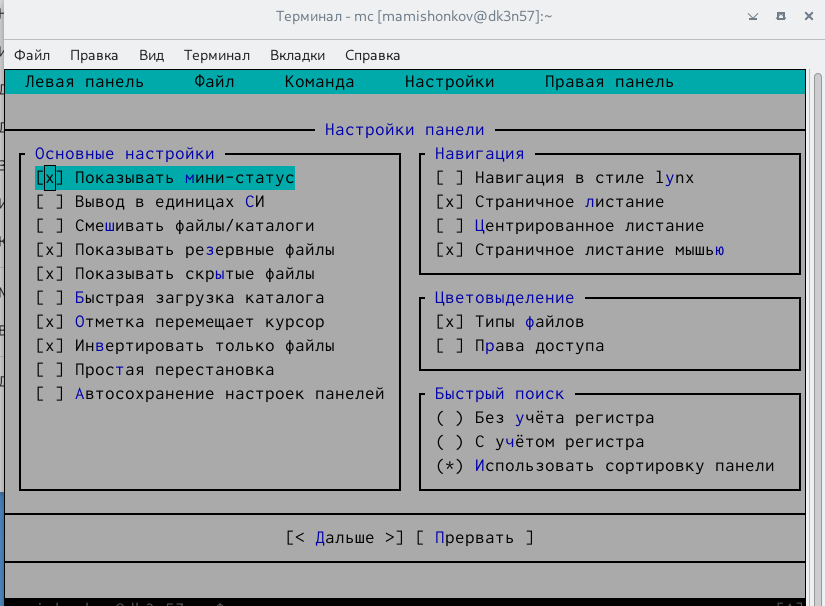 Терминал - mc [mamishonkov@dk3n57]:~
Файл Правка Вид Терминал Вкладки Справка
Левая панель Файл Команда Настройки Правая панель
Настройки панели
Основные настройки
[x] Показывать мини-статус
[ ] Вывод в единицах СИ
[ ] Смешивать файлы/каталоги
[x] Показывать резервные файлы
[x] Показывать скрытые файлы
[ ] Быстрая загрузка каталога
[x] Отметка перемещает курсор
[x] Инвертировать только файлы
[ ] Простая перестановка
[ ] Автосохранение настроек панелей
Навигация
[ ] Навигация в стиле lynx
[x] Страничное листание
[ ] Центрированное листание
[x] Страничное листание мышью
Цветовыделение
[x] Типы файлов
[ ] Права доступа
Быстрый поиск
( ) Без учёта регистра
( ) С учётом регистра
(*) Использовать сортировку панели
[< Дальше >] [ Прервать ]